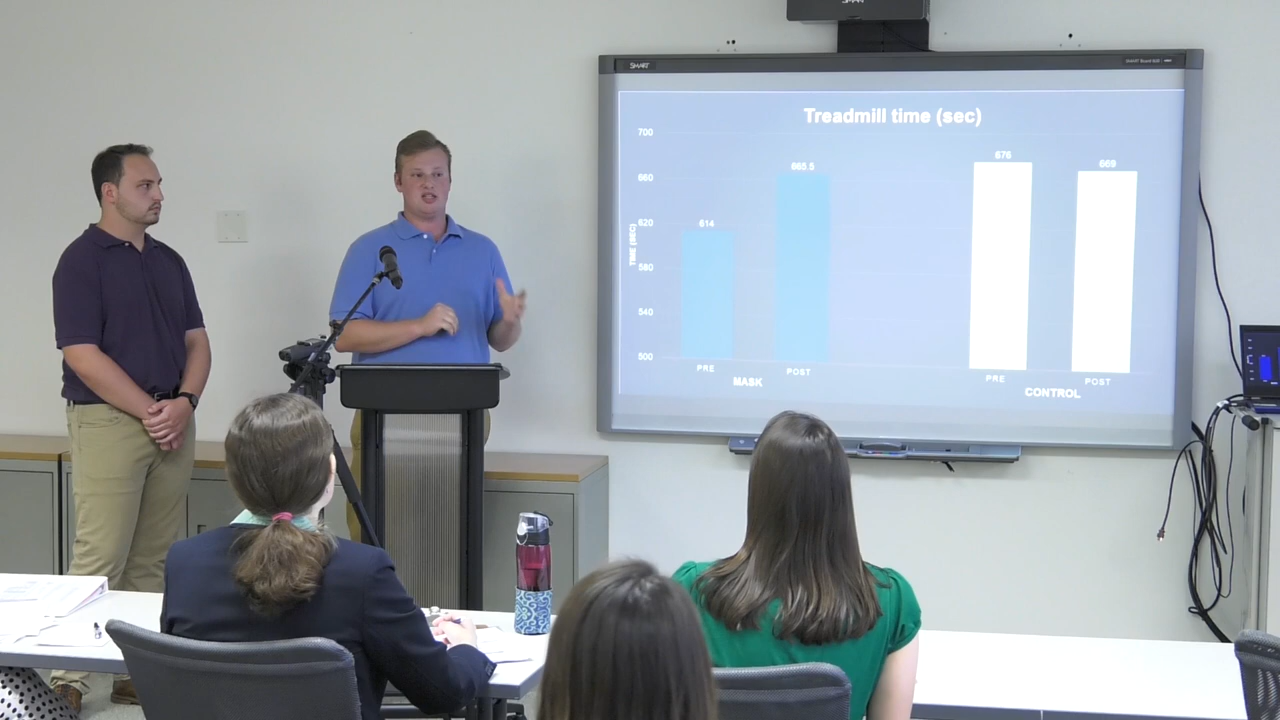 SMART
SMART
Treadmill time (sec)
700
660
620
580
540
500
TIME (SEC)
614
665.5
676
669
PRE
POST
PRE
POST
MASK
CONTROL